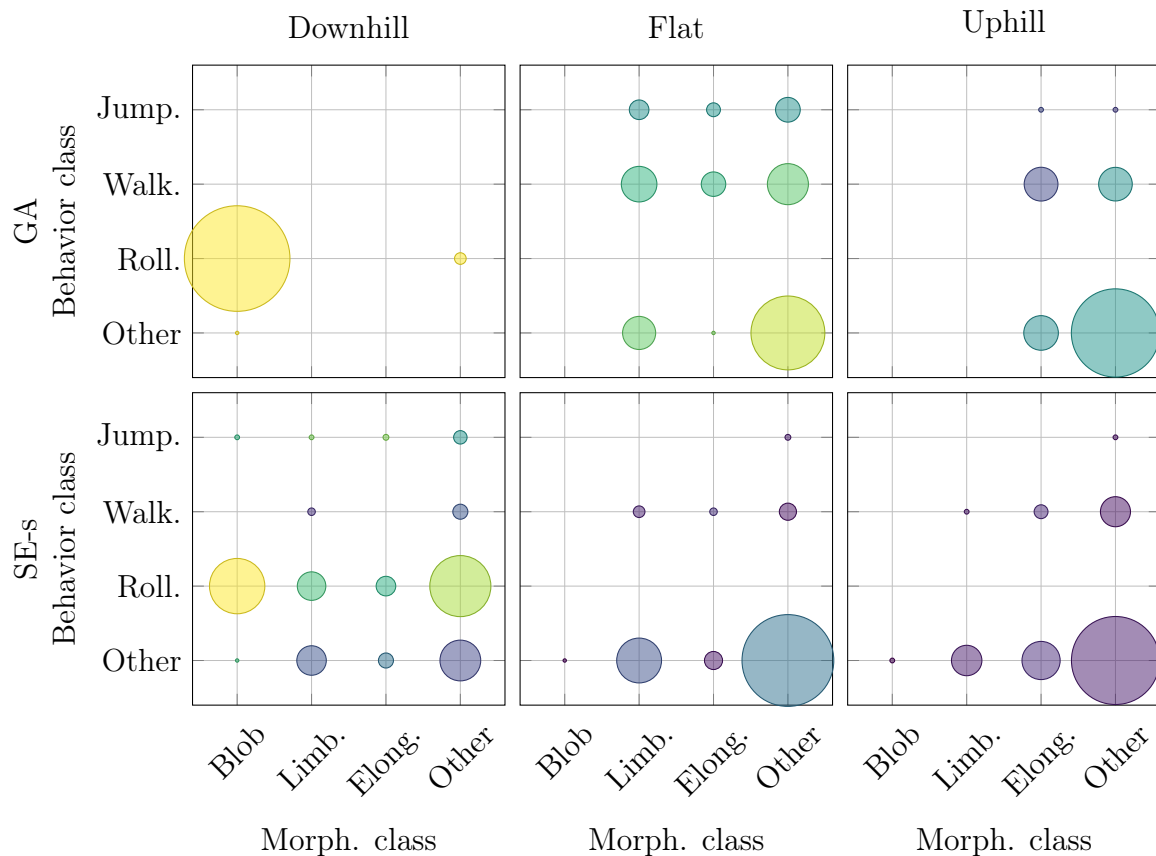 Downhill
Flat
Uphill
GA
Behavior class
Jump.
Walk.
Roll.
Other
SE-s
Behavior class
Jump.
Walk.
Roll.
Other
Blob
Limb.
Elong.
Other
Blob
Limb.
Elong.
Other
Blob
Limb.
Elong.
Other
Morph. class
Morph. class
Morph. class